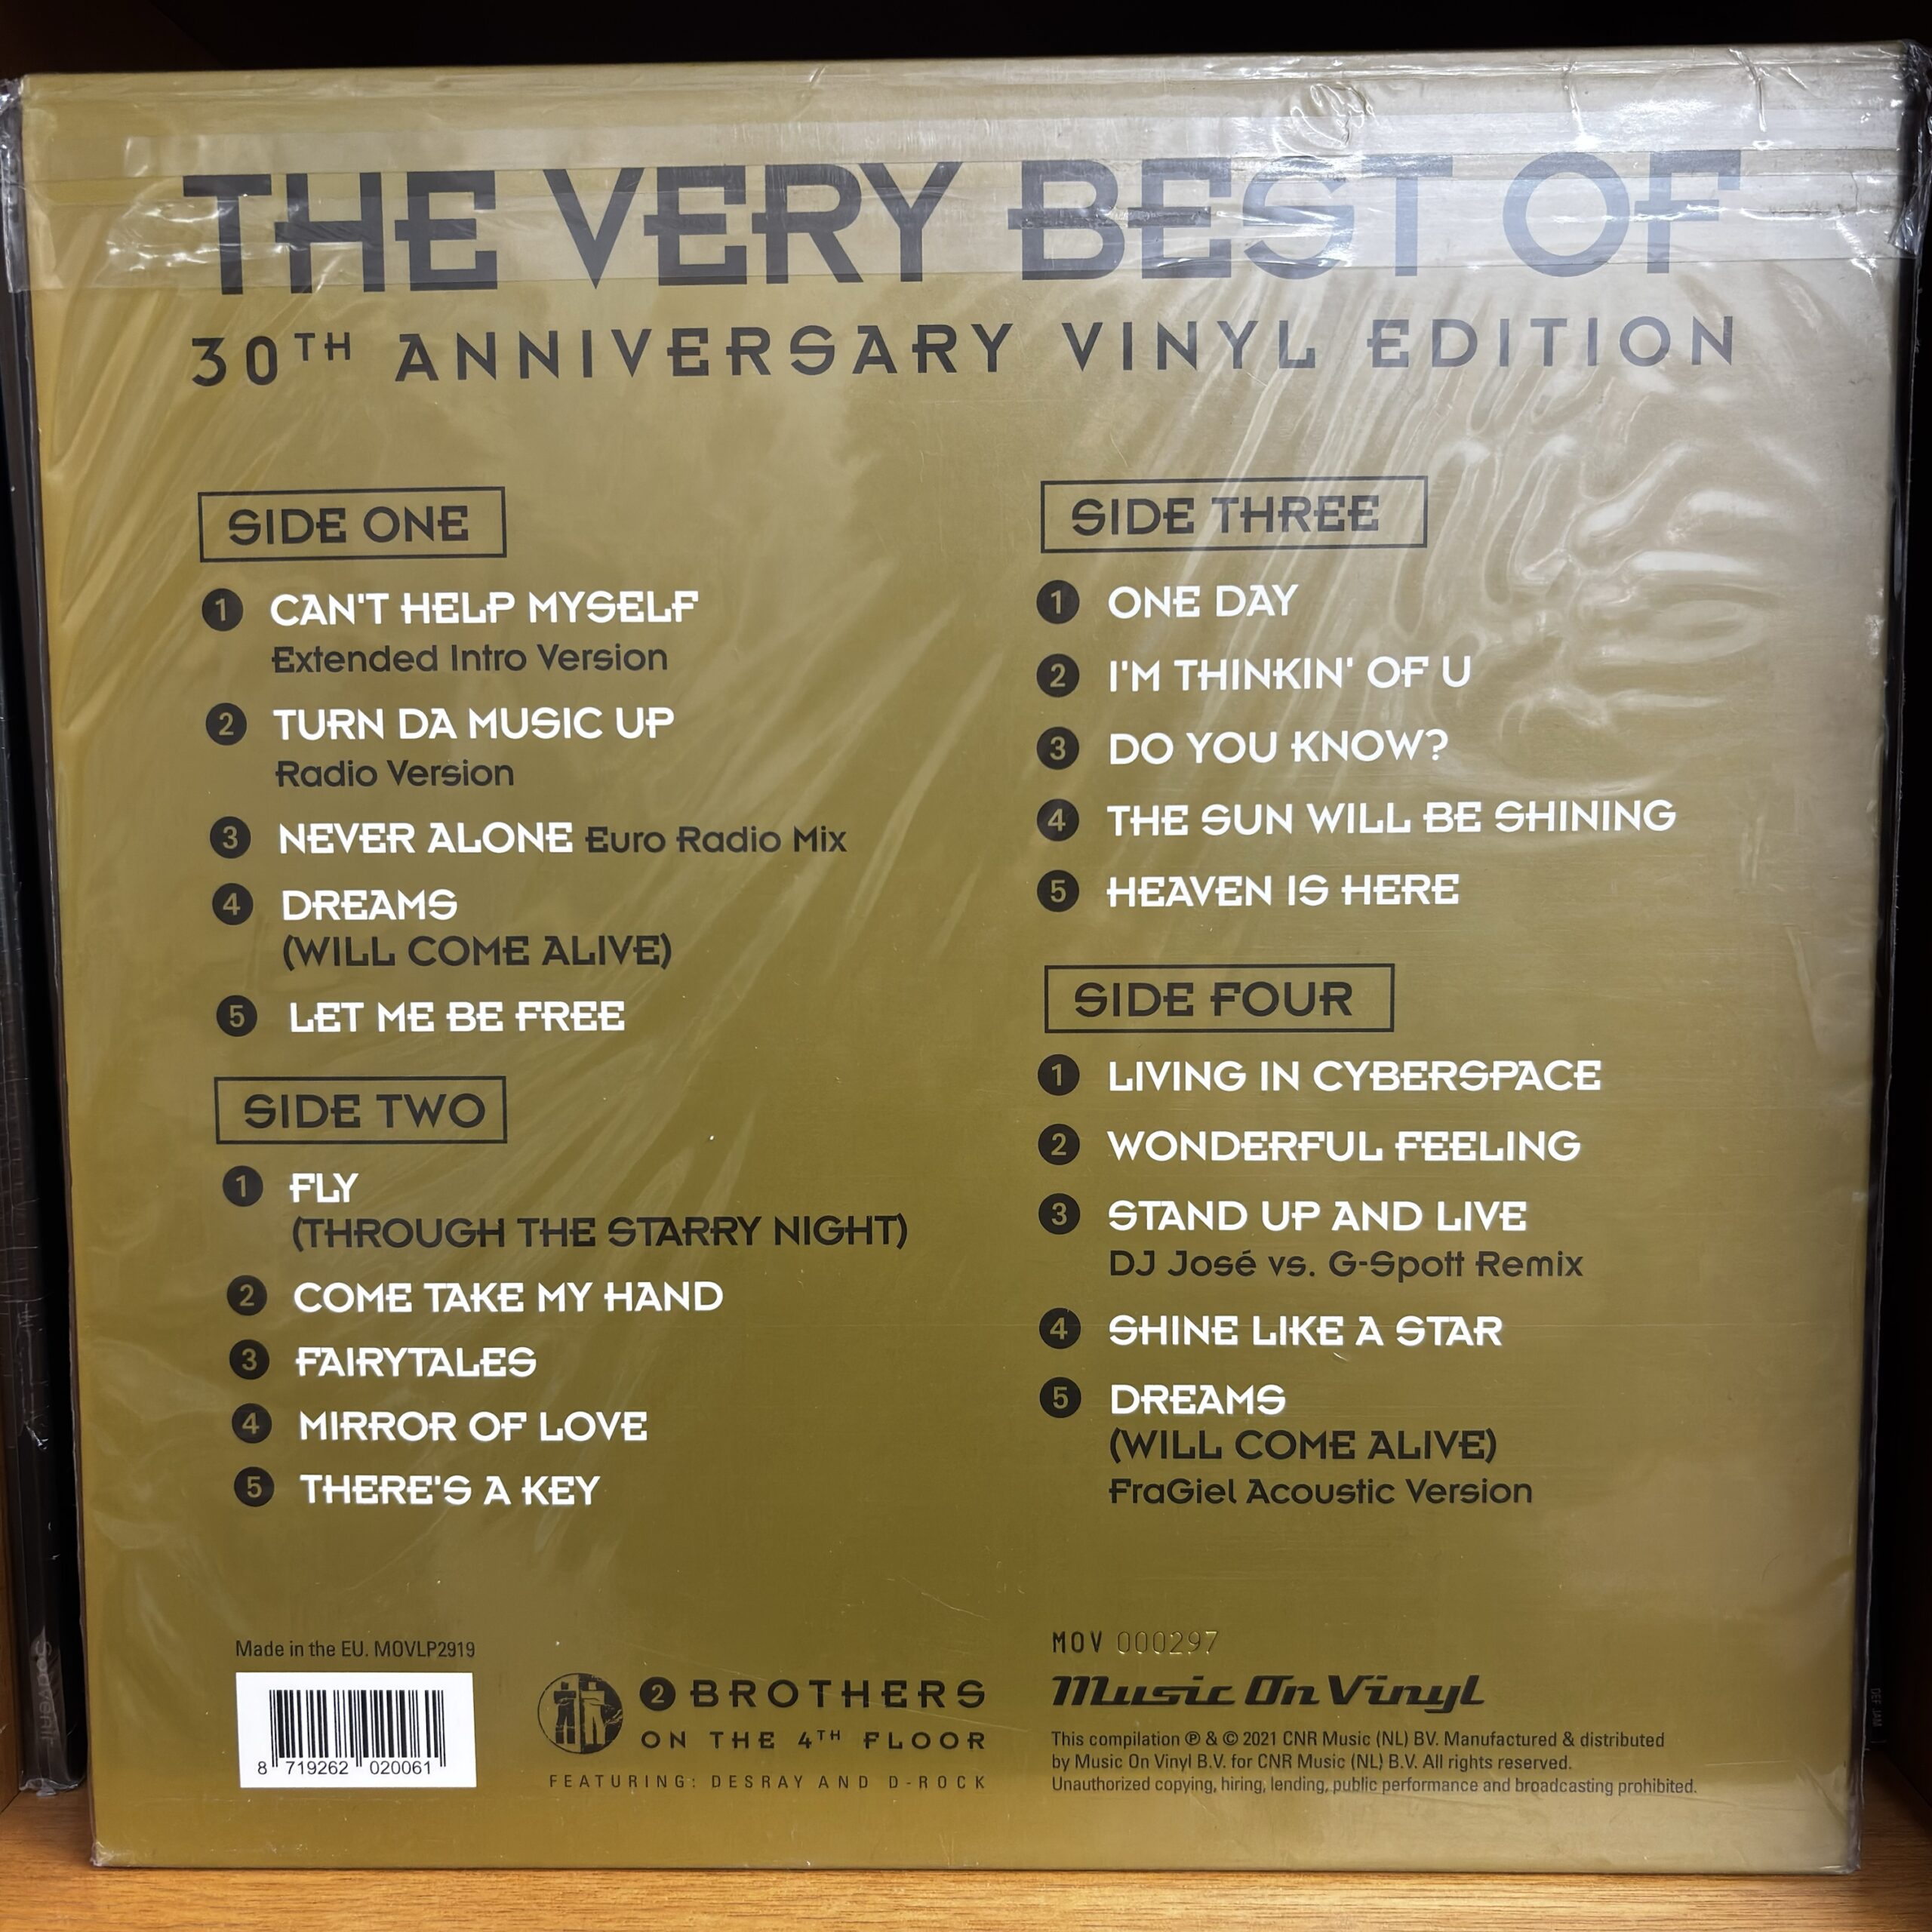 THE VERY BEST OF
30TH ANNIVERSARY VINYL EDITION
SIDE ONE
1 CAN'T HELP MYSELF
Extended Intro Version
2 TURN DA MUSIC UP
Radio Version
3 NEVER ALONE Euro Radio Mix
4 DREAMS
(WILL COME ALIVE)
5 LET ME BE FREE
SIDE TWO
1 FLY
(THROUGH THE STARRY NIGHT)
2 COME TAKE MY HAND
3 FAIRYTALES
4 MIRROR OF LOVE
5 THERE'S A KEY
SIDE THREE
1 ONE DAY
2 I'M THINKIN' OF U
3 DO YOU KNOW?
4 THE SUN WILL BE SHINING
5 HEAVEN IS HERE
SIDE FOUR
1 LIVING IN CYBERSPACE
2 WONDERFUL FEELING
3 STAND UP AND LIVE
DJ José vs. G-Spott Remix
4 SHINE LIKE A STAR
5 DREAMS
(WILL COME ALIVE)
FraGiel Acoustic Version
Made in the EU. MOVLP2919
8 719262 020061
2 BROTHERS
ON THE 4TH FLOOR
FEATURING: DESRAY AND D-ROCK
MOV 000297
Music On Vinyl
This compilation ℗ & © 2021 CNR Music (NL) BV. Manufactured & distributed
by Music On Vinyl B.V. for CNR Music (NL) B.V. All rights reserved.
Unauthorized copying, hiring, lending, public performance and broadcasting prohibited.